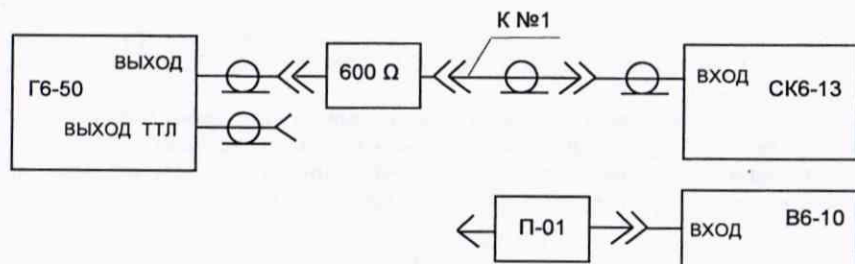 К №1
ВЫХОД
600 Ω
Г6-50
ВХОД
СК6-13
ВЫХОД ТТЛ
П-01
В6-10
ВХОД